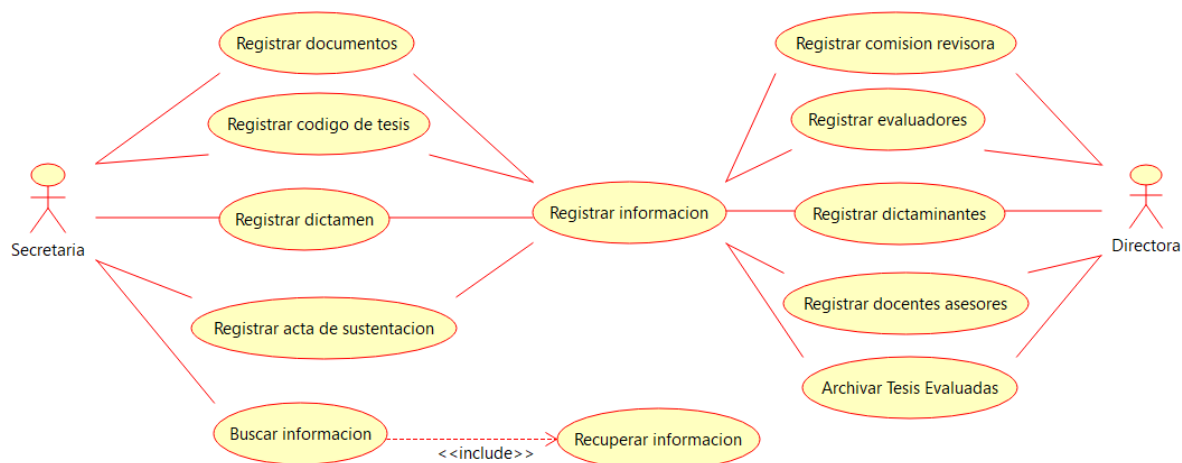 Registrar documentos
Registrar comision revisora
Registrar codigo de tesis
Registrar evaluadores
Registrar dictamen
Registrar informacion
Registrar dictaminantes
Secretaria
Directora
Registrar docentes asesores
Registrar acta de sustentacion
Archivar Tesis Evaluadas
Buscar informacion
<<include>>
Recuperar informacion